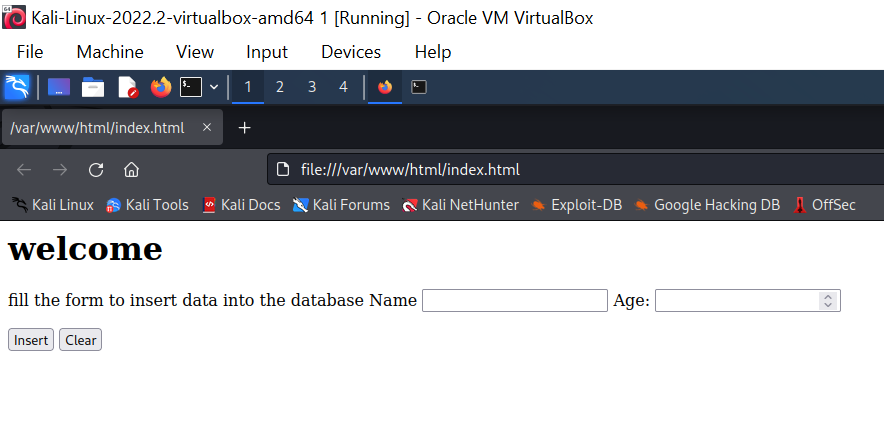 Kali-Linux-2022.2-virtualbox-amd64 1 [Running] - Oracle VM VirtualBox
File Machine View Input Devices Help
1 2 3 4
/var/www/html/index.html
file:///var/www/html/index.html
Kali Linux Kali Tools Kali Docs Kali Forums Kali NetHunter Exploit-DB Google Hacking DB OffSec
welcome
fill the form to insert data into the database Name Age:
Insert Clear